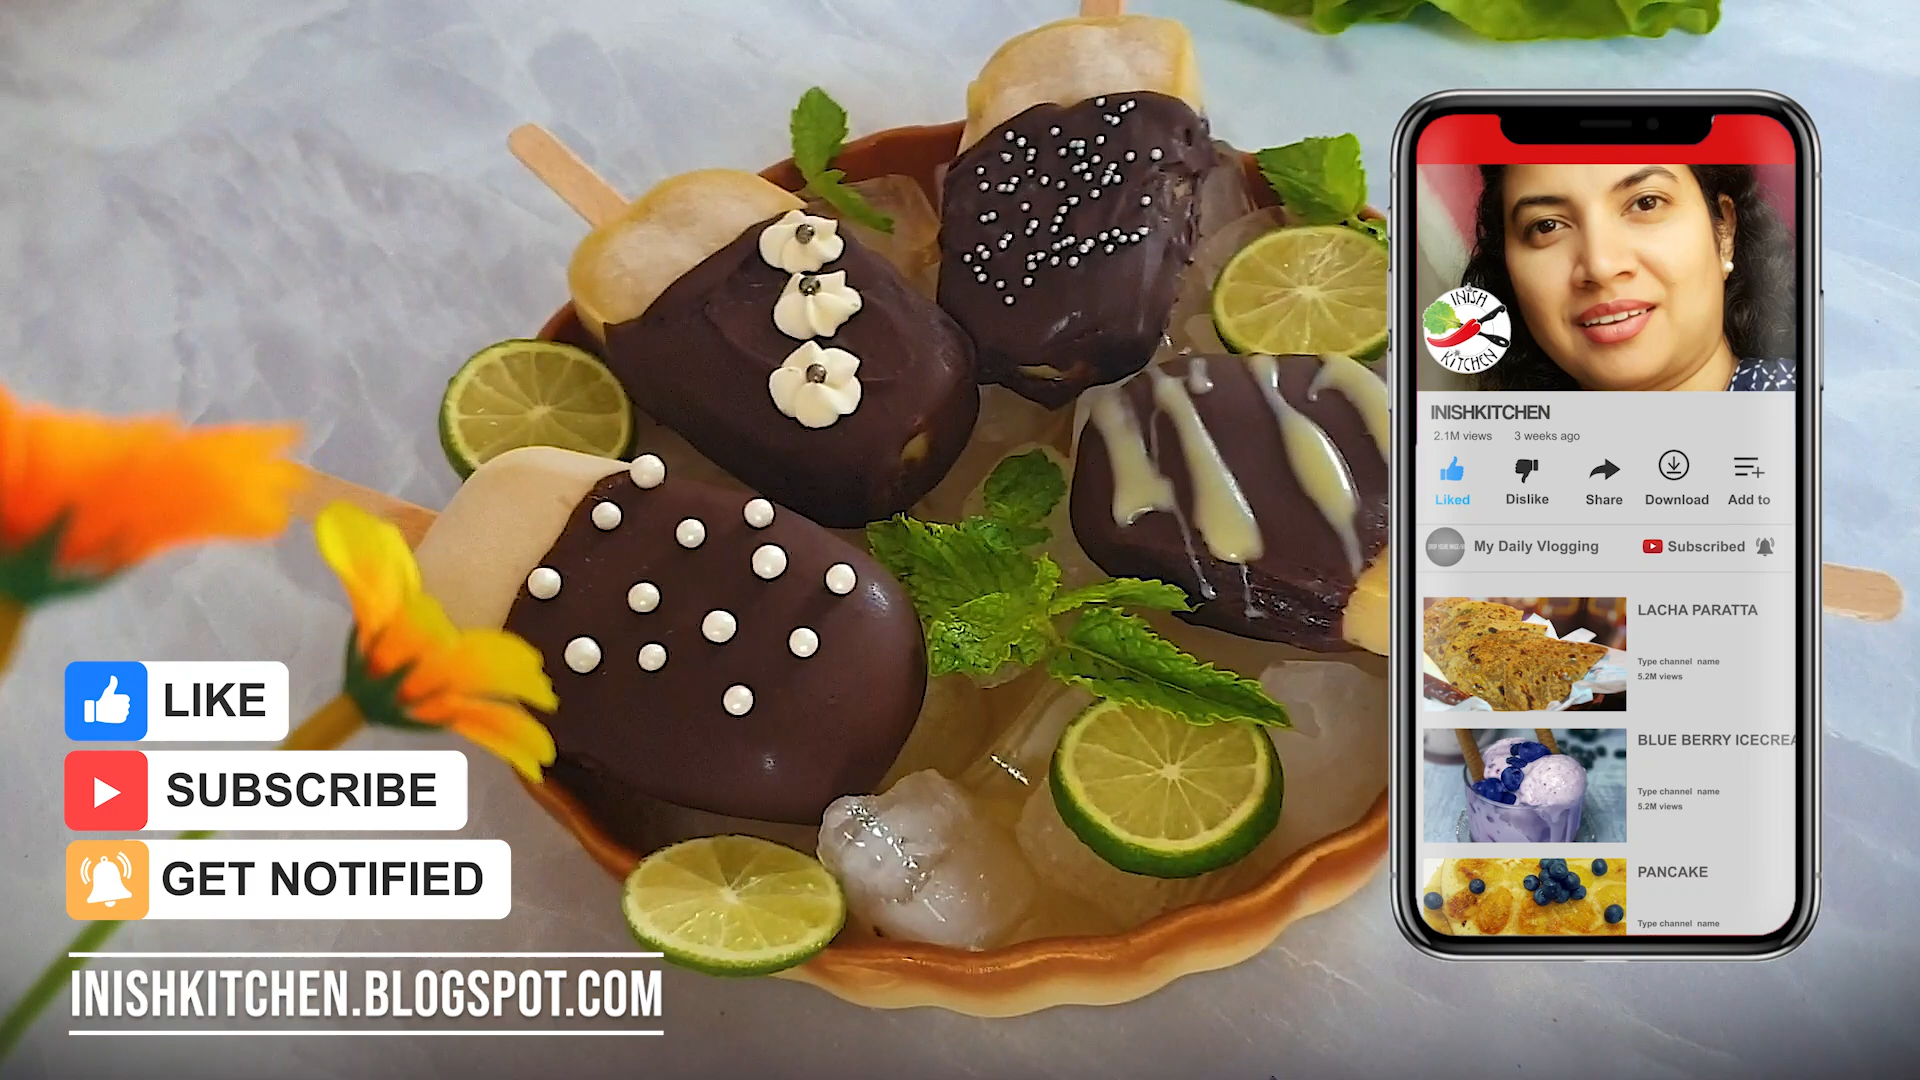 LIKE
SUBSCRIBE
GET NOTIFIED
INISHKITCHEN.BLOGSPOT.COM
INISH
KITCHEN
INISHKITCHEN
2.1M views 3 weeks ago
Liked Dislike Share Download Add to
My Daily Vlogging Subscribed
LACHA PARATTA
Type channel name
5.2M views
BLUE BERRY ICECREA
Type channel name
5.2M views
PANCAKE
Type channel name